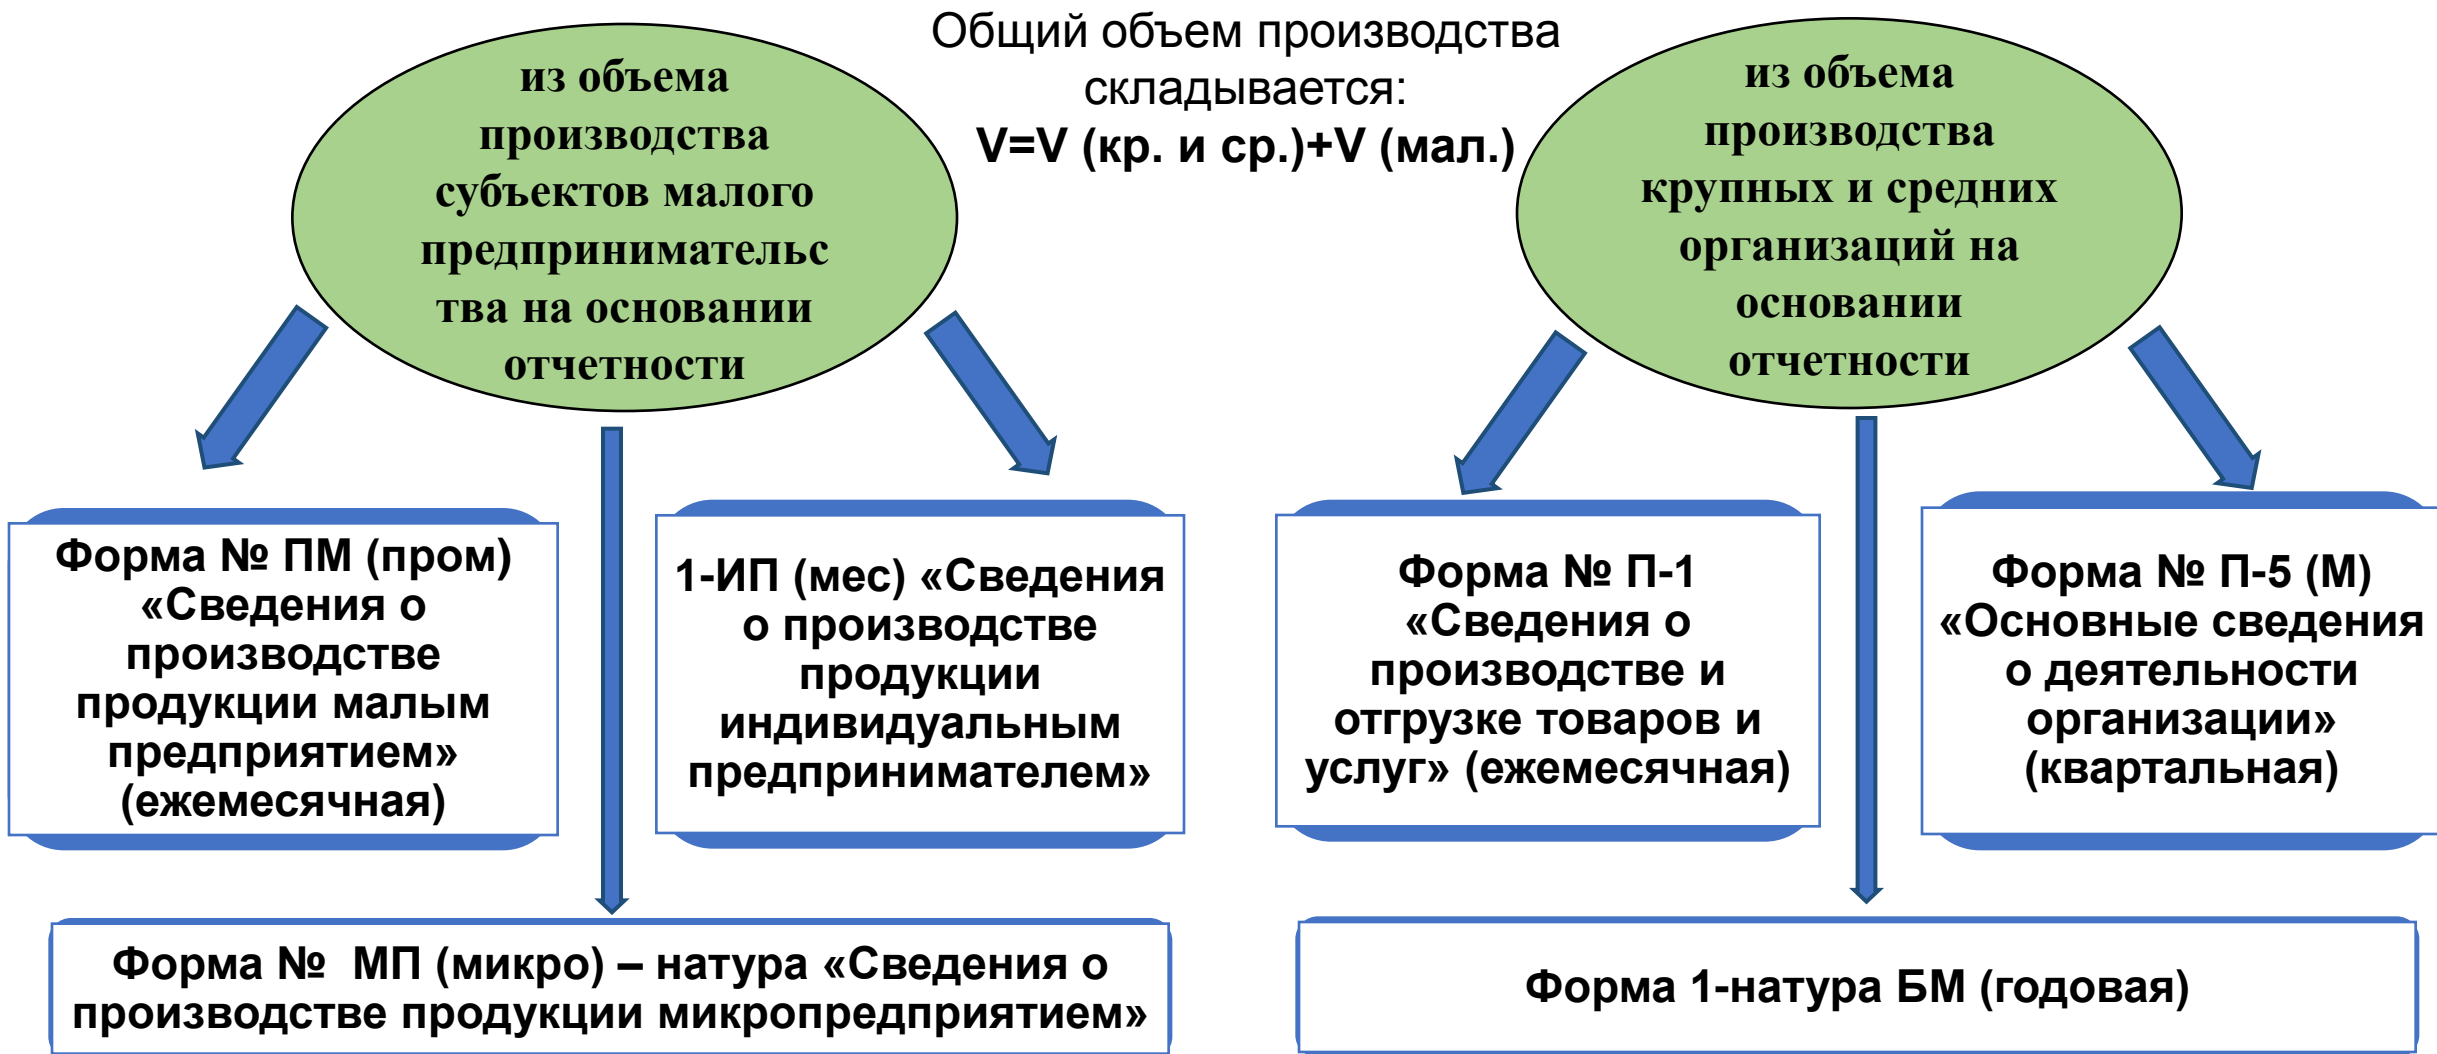 Общий объем производства
складывается:
V=V (кр. и ср.)+V (мал.)
из объема
производства
субъектов малого
предпринимательс
тва на основании
отчетности
из объема
производства
крупных и средних
организаций на
основании
отчетности
Форма № ПМ (пром)
«Сведения о
производстве
продукции малым
предприятием»
(ежемесячная)
1-ИП (мес) «Сведения
о производстве
продукции
индивидуальным
предпринимателем»
Форма № П-1
«Сведения о
производстве и
отгрузке товаров и
услуг» (ежемесячная)
Форма № П-5 (М)
«Основные сведения
о деятельности
организации»
(квартальная)
Форма № МП (микро) – натура «Сведения о
производстве продукции микропредприятием»
Форма 1-натура БМ (годовая)